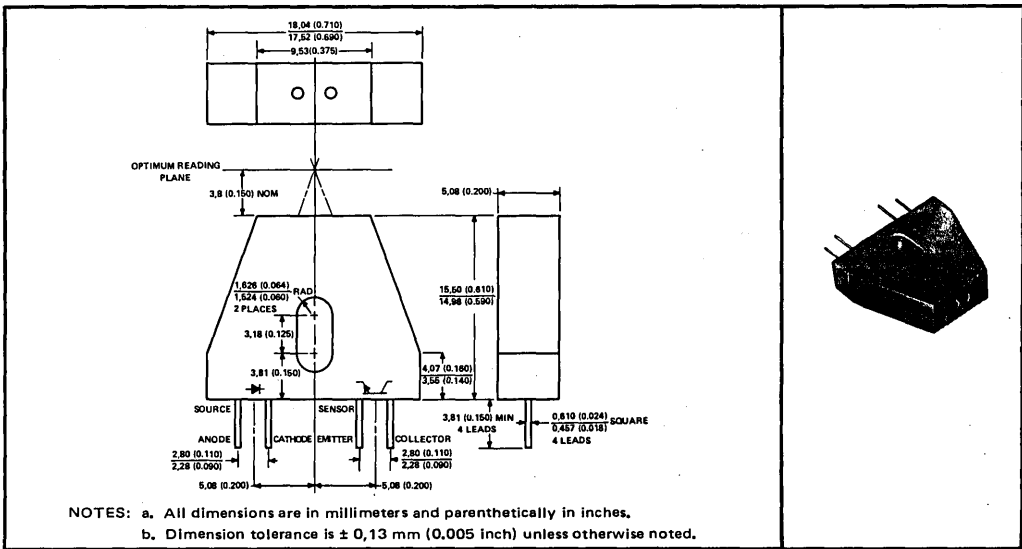 18,04 (0.710)
17,52 (0.690)
9,53(0.375)
OPTIMUM READING
PLANE
3,8 (0.150) NOM
5,08 (0.200)
1,626 (0.064)
1,524 (0.060)
RAD
2 PLACES
3,18 (0.125)
3,81 (0.150)
15,50 (0.610)
14,98 (0.590)
4,07 (0.160)
3,55 (0.140)
SOURCE
SENSOR
3,81 (0.150) MIN
4 LEADS
0,610 (0.024)
0,457 (0.018)
SQUARE
4 LEADS
ANODE
CATHODE
EMITTER
COLLECTOR
2,80 (0.110)
2,28 (0.090)
2,80 (0.110)
2,28 (0.090)
5,08 (0.200)
5,08 (0.200)
NOTES: a. All dimensions are in millimeters and parenthetically in inches.
b. Dimension tolerance is ± 0,13 mm (0.005 inch) unless otherwise noted.